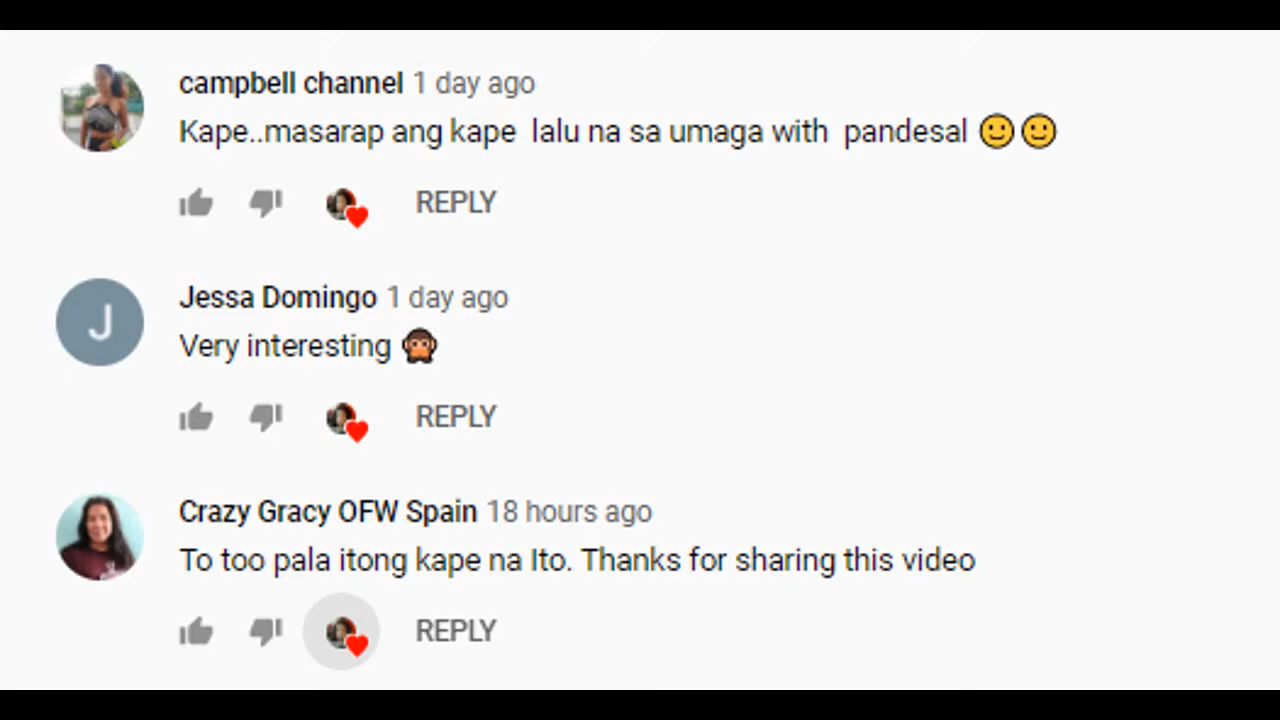 campbell channel 1 day ago
Kape..masarap ang kape lalu na sa umaga with pandesal 🙂🙂
REPLY
J
Jessa Domingo 1 day ago
Very interesting 🙊
REPLY
Crazy Gracy OFW Spain 18 hours ago
To too pala itong kape na Ito. Thanks for sharing this video
REPLY